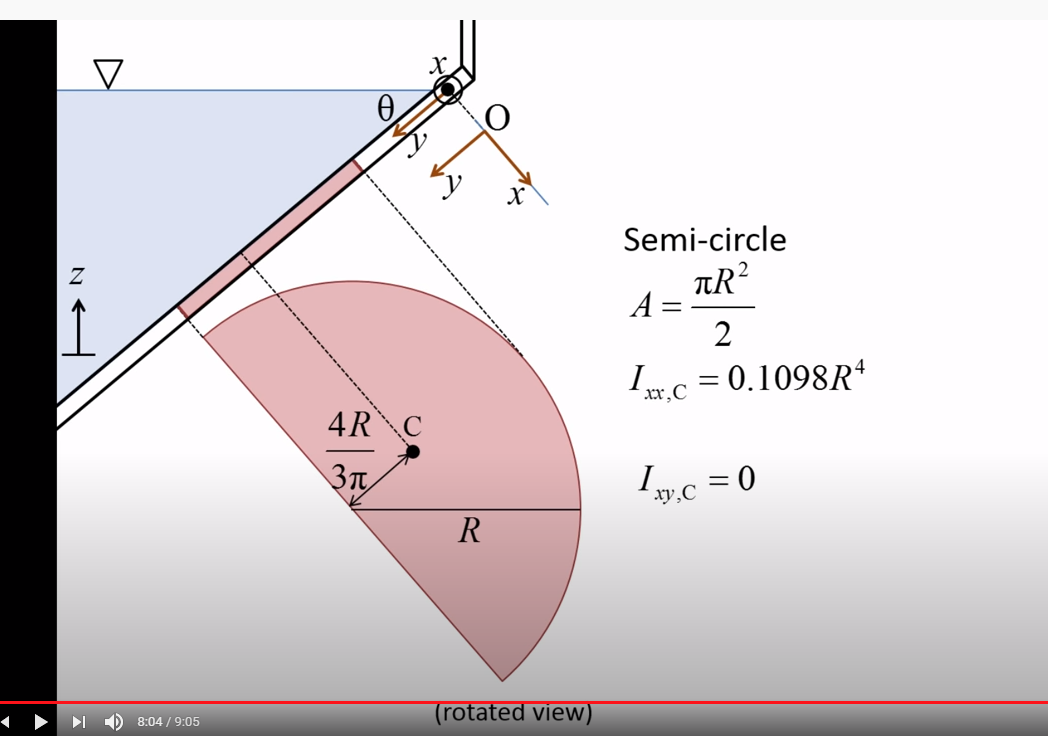 x
θ
O
y
y
x
Semi-circle
A = πR²/2
z
I_xx,C = 0.1098R⁴
4R/3π
C
I_xy,C = 0
R
(rotated view)
8:04 / 9:05